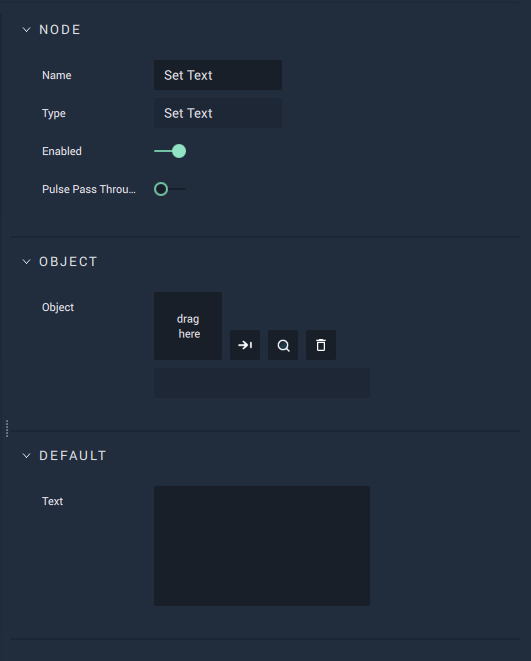 NODE
Name
Set Text
Type
Set Text
Enabled
Pulse Pass Throu...
OBJECT
Object
drag
here
DEFAULT
Text